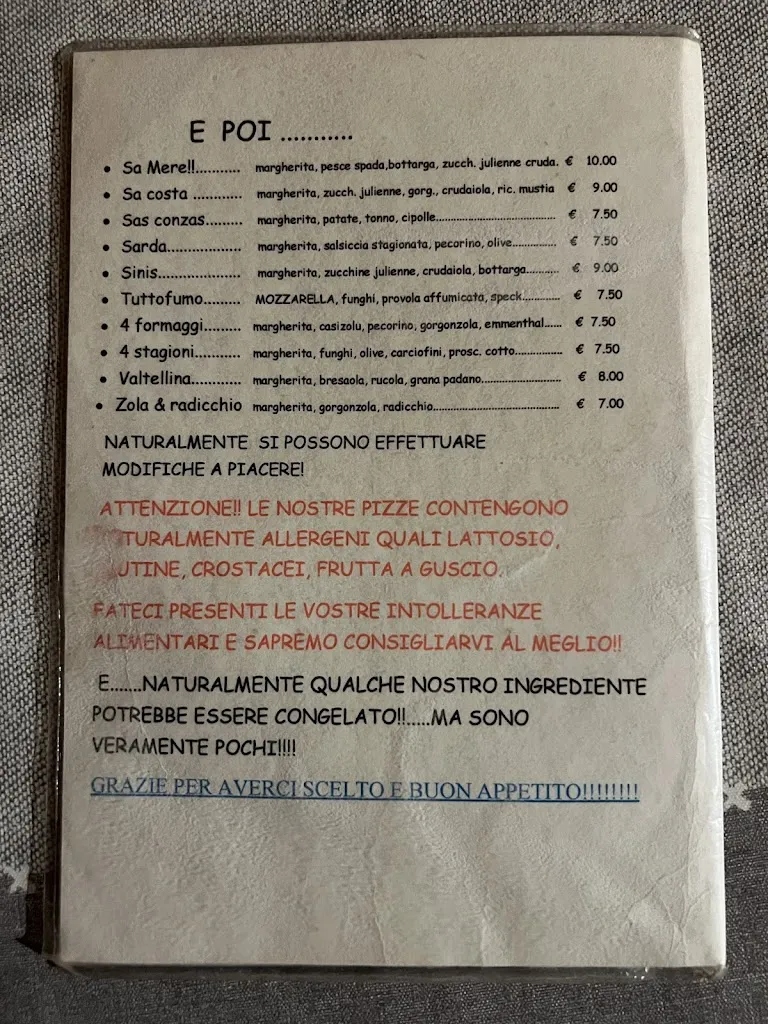 E POI ...........
• Sa Mere!!........... margherita, pesce spada,bottarga, zucch. julienne cruda. € 10.00
• Sa costa ............ margherita, zucch. julienne, gorg., crudaiola, ric. mustia € 9.00
• Sas conzas......... margherita, patate, tonno, cipolle........................................ € 7.50
• Sarda.................. margherita, salsiccia stagionata, pecorino, olive............... € 7.50
• Sinis.................... margherita, zucchine julienne, crudaiola, bottarga........... € 9.00
• Tuttofumo......... MOZZARELLA, funghi, provola affumicata, speck............. € 7.50
• 4 formaggi......... margherita, casizolu, pecorino, gorgonzola, emmenthal...... € 7.50
• 4 stagioni........... margherita, funghi, olive, carciofini, prosc. cotto................ € 7.50
• Valtellina............ margherita, bresaola, rucola, grana padano........................... € 8.00
• Zola & radicchio margherita, gorgonzola, radicchio.......................................... € 7.00
NATURALMENTE SI POSSONO EFFETTUARE
MODIFICHE A PIACERE!
ATTENZIONE!! LE NOSTRE PIZZE CONTENGONO
TURALMENTE ALLERGENI QUALI LATTOSIO,
UTINE, CROSTACEI, FRUTTA A GUSCIO.
FATECI PRESENTI LE VOSTRE INTOLLERANZE
ALIMENTARI E SAPREMO CONSIGLIARVI AL MEGLIO!!
E.......NATURALMENTE QUALCHE NOSTRO INGREDIENTE
POTREBBE ESSERE CONGELATO!!.....MA SONO
VERAMENTE POCHI!!!!
GRAZIE PER AVERCI SCELTO E BUON APPETITO!!!!!!!!